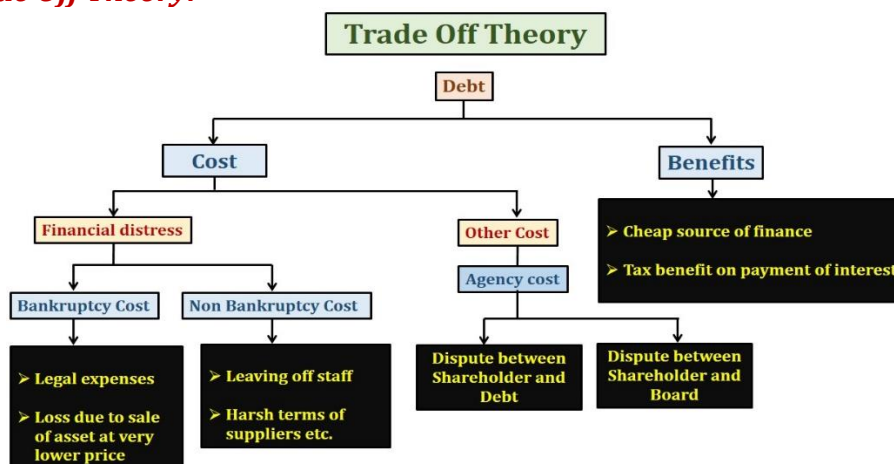 Trade Off Theory
Debt
Cost
Benefits
Financial distress
Other Cost
➢ Cheap source of finance
➢ Tax benefit on payment of interest
Agency cost
Bankruptcy Cost
Non Bankruptcy Cost
➢ Legal expenses
➢ Loss due to sale
of asset at very
lower price
➢ Leaving off staff
➢ Harsh terms of
suppliers etc.
Dispute between
Shareholder and
Debt
Dispute between
Shareholder and
Board